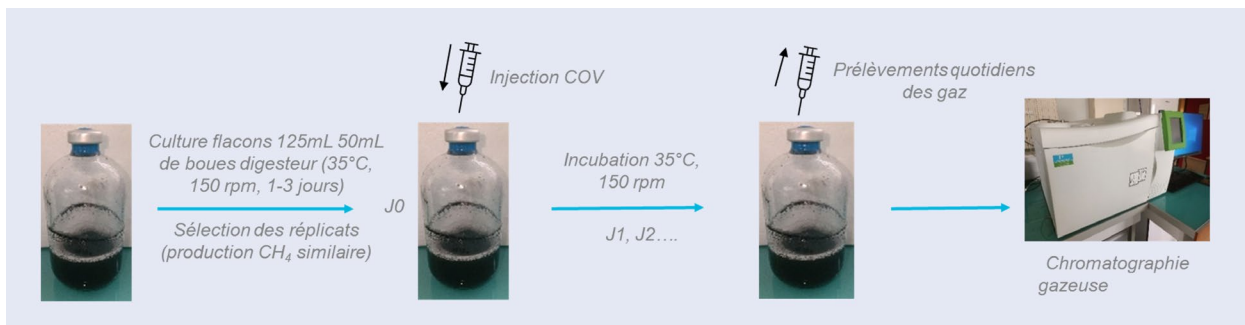 Culture flacons 125mL 50mL
de boues digesteur (35°C,
150 rpm, 1-3 jours)
Sélection des réplicats
(production CH₄ similaire)
Injection COV
J0
Incubation 35°C,
150 rpm
J1, J2....
Prélèvements quotidiens
des gaz
Chromatographie
gazeuse